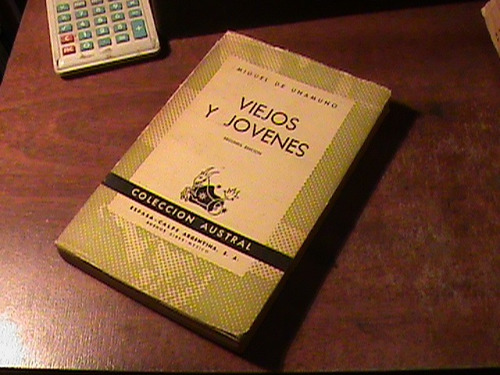 MIGUEL DE UNAMUNO
VIEJOS
Y JOVENES
SEGUNDA EDICION
COLECCION AUSTRAL
ESPASA-CALPE ARGENTINA, S. A.
BUENOS AIRES-MEXICO